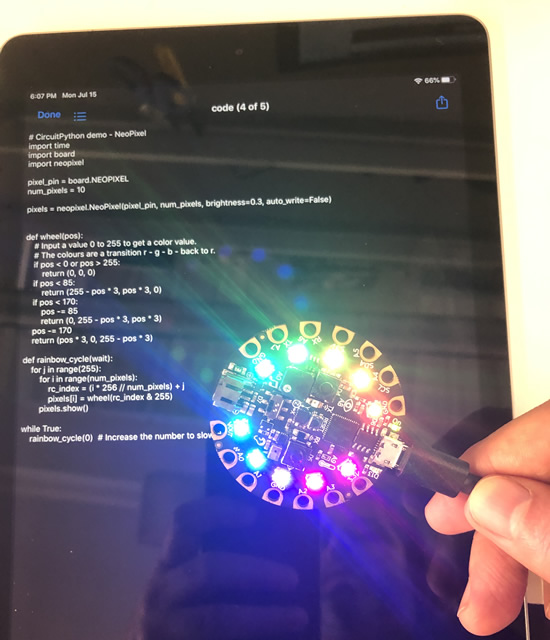 6:07 PM Mon Jul 15
66%
Done
code (4 of 5)
# CircuitPython demo - NeoPixel
import time
import board
import neopixel
pixel_pin = board.NEOPIXEL
num_pixels = 10
pixels = neopixel.NeoPixel(pixel_pin, num_pixels, brightness=0.3, auto_write=False)
def wheel(pos):
# Input a value 0 to 255 to get a color value.
# The colours are a transition r - g - b - back to r.
if pos < 0 or pos > 255:
return (0, 0, 0)
if pos < 85:
return (255 - pos * 3, pos * 3, 0)
if pos < 170:
pos -= 85
return (0, 255 - pos * 3, pos * 3)
pos -= 170
return (pos * 3, 0, 255 - pos * 3)
def rainbow_cycle(wait):
for j in range(255):
for i in range(num_pixels):
rc_index = (i * 256 // num_pixels) + j
pixels[i] = wheel(rc_index & 255)
pixels.show()
while True:
rainbow_cycle(0) # Increase the number to slow